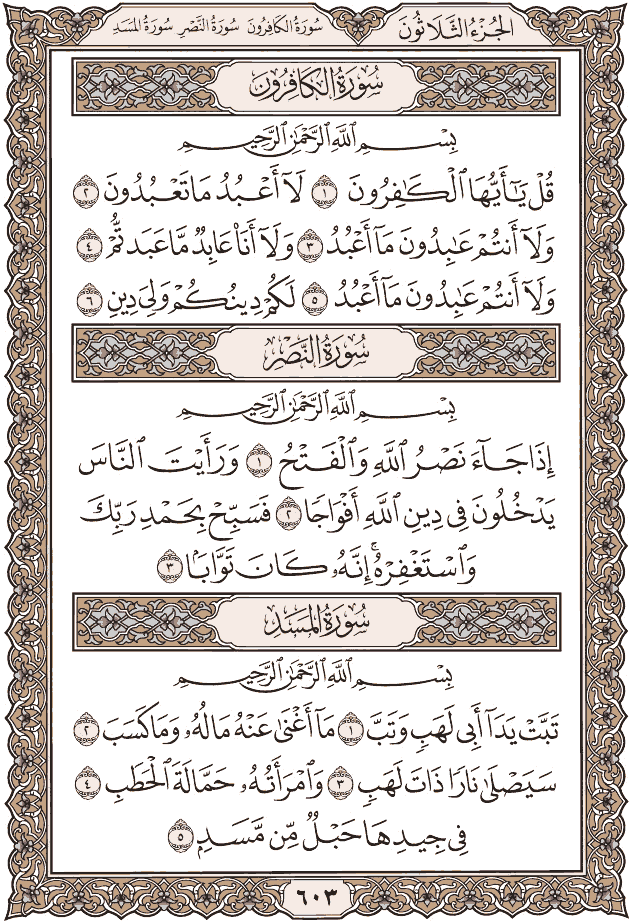 الجُزْءُ الثَّلَاثُونَ سُورَةُ الكَافِرُونَ سُورَةُ النَّصْرِ سُورَةُ المَسَدِ
سُورَةُ الكَافِرُونَ
بِسْمِ ٱللَّهِ ٱلرَّحْمَٰنِ ٱلرَّحِيمِ
قُلْ يَٰٓأَيُّهَا ٱلْكَٰفِرُونَ ١ لَآ أَعْبُدُ مَا تَعْبُدُونَ ٢
وَلَآ أَنتُمْ عَٰبِدُونَ مَآ أَعْبُدُ ٣ وَلَآ أَنَا۠ عَابِدٌ مَّا عَبَدتُّمْ ٤
وَلَآ أَنتُمْ عَٰبِدُونَ مَآ أَعْبُدُ ٥ لَكُمْ دِينُكُمْ وَلِىَ دِينِ ٦
سُورَةُ النَّصْرِ
بِسْمِ ٱللَّهِ ٱلرَّحْمَٰنِ ٱلرَّحِيمِ
إِذَا جَآءَ نَصْرُ ٱللَّهِ وَٱلْفَتْحُ ١ وَرَأَيْتَ ٱلنَّاسَ
يَدْخُلُونَ فِى دِينِ ٱللَّهِ أَفْوَاجًا ٢ فَسَبِّحْ بِحَمْدِ رَبِّكَ
وَٱسْتَغْفِرْهُ ۚ إِنَّهُۥ كَانَ تَوَّابًۢا ٣
سُورَةُ المَسَدِ
بِسْمِ ٱللَّهِ ٱلرَّحْمَٰنِ ٱلرَّحِيمِ
تَبَّتْ يَدَآ أَبِى لَهَبٍ وَتَبَّ ١ مَآ أَغْنَىٰ عَنْهُ مَالُهُۥ وَمَا كَسَبَ ٢
سَيَصْلَىٰ نَارًا ذَاتَ لَهَبٍ ٣ وَٱمْرَأَتُهُۥ حَمَّالَةَ ٱلْحَطَبِ ٤
فِى جِيدِهَا حَبْلٌ مِّن مَّسَدٍۭ ٥
٦٠٣